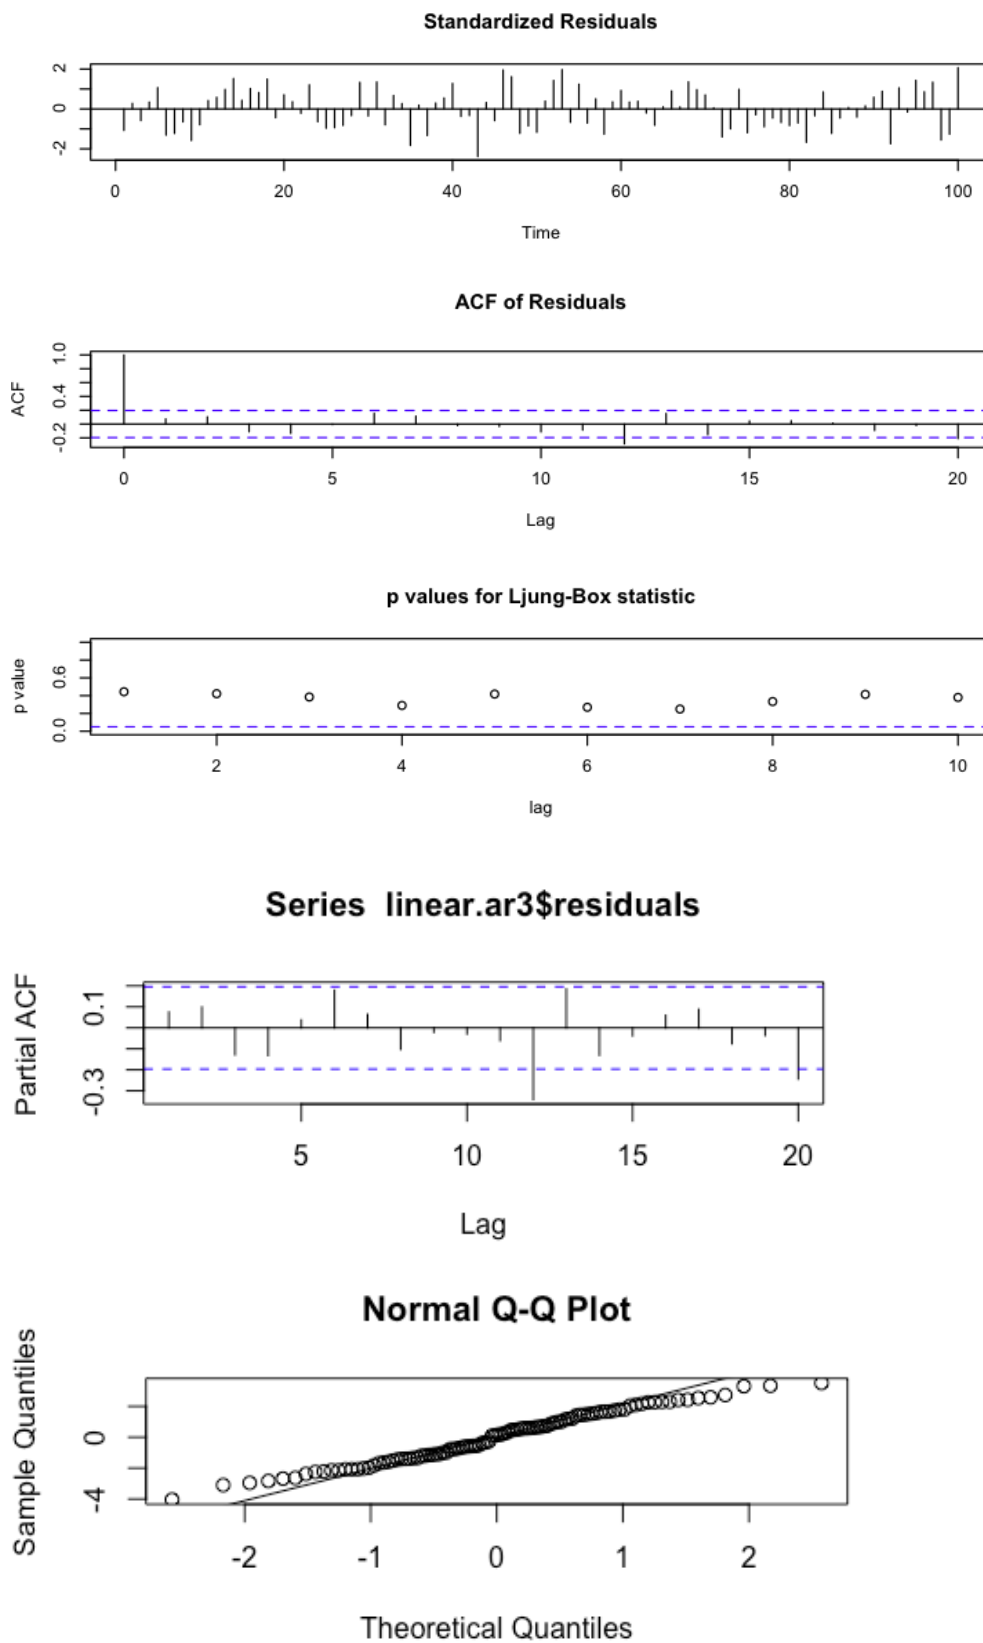 Standardized Residuals
2
0
-2
0 20 40 60 80 100
Time
ACF of Residuals
ACF
1.0
0.4
-0.2
0 5 10 15 20
Lag
p values for Ljung-Box statistic
p value
0.6
0.0
2 4 6 8 10
lag
Series linear.ar3$residuals
Partial ACF
0.1
-0.3
5 10 15 20
Lag
Normal Q-Q Plot
Sample Quantiles
0
-4
-2 -1 0 1 2
Theoretical Quantiles